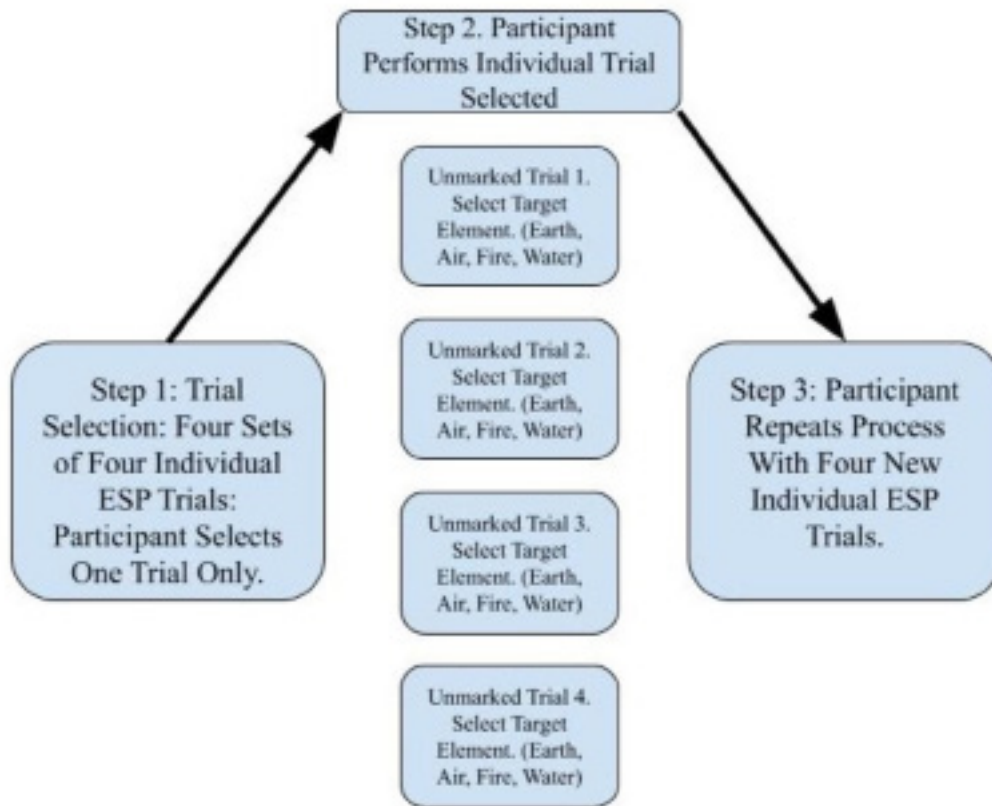 Step 2. Participant
Performs Individual Trial
Selected
Unmarked Trial 1.
Select Target
Element. (Earth,
Air, Fire, Water)
Unmarked Trial 2.
Select Target
Element. (Earth,
Air, Fire, Water)
Unmarked Trial 3.
Select Target
Element. (Earth,
Air, Fire, Water)
Unmarked Trial 4.
Select Target
Element. (Earth,
Air, Fire, Water)
Step 1: Trial
Selection: Four Sets
of Four Individual
ESP Trials:
Participant Selects
One Trial Only.
Step 3: Participant
Repeats Process
With Four New
Individual ESP
Trials.